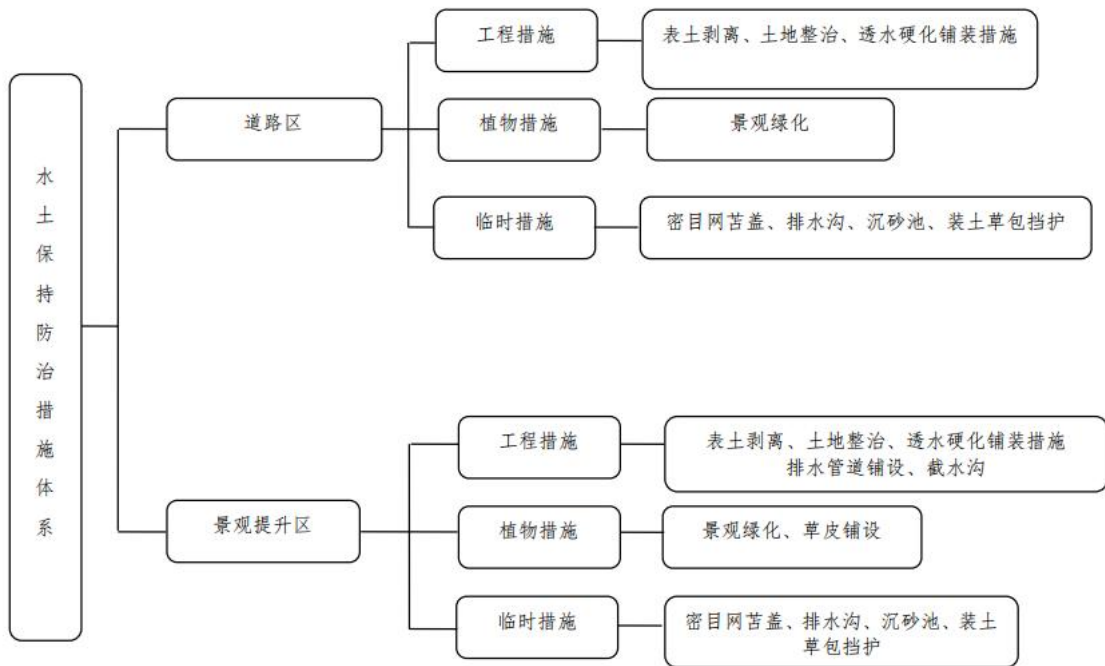 水土保持防治措施体系
道路区
工程措施
表土剥离、土地整治、透水硬化铺装措施
植物措施
景观绿化
临时措施
密目网苫盖、排水沟、沉砂池、装土草包挡护
景观提升区
工程措施
表土剥离、土地整治、透水硬化铺装措施
排水管道铺设、截水沟
植物措施
景观绿化、草皮铺设
临时措施
密目网苫盖、排水沟、沉砂池、装土
草包挡护